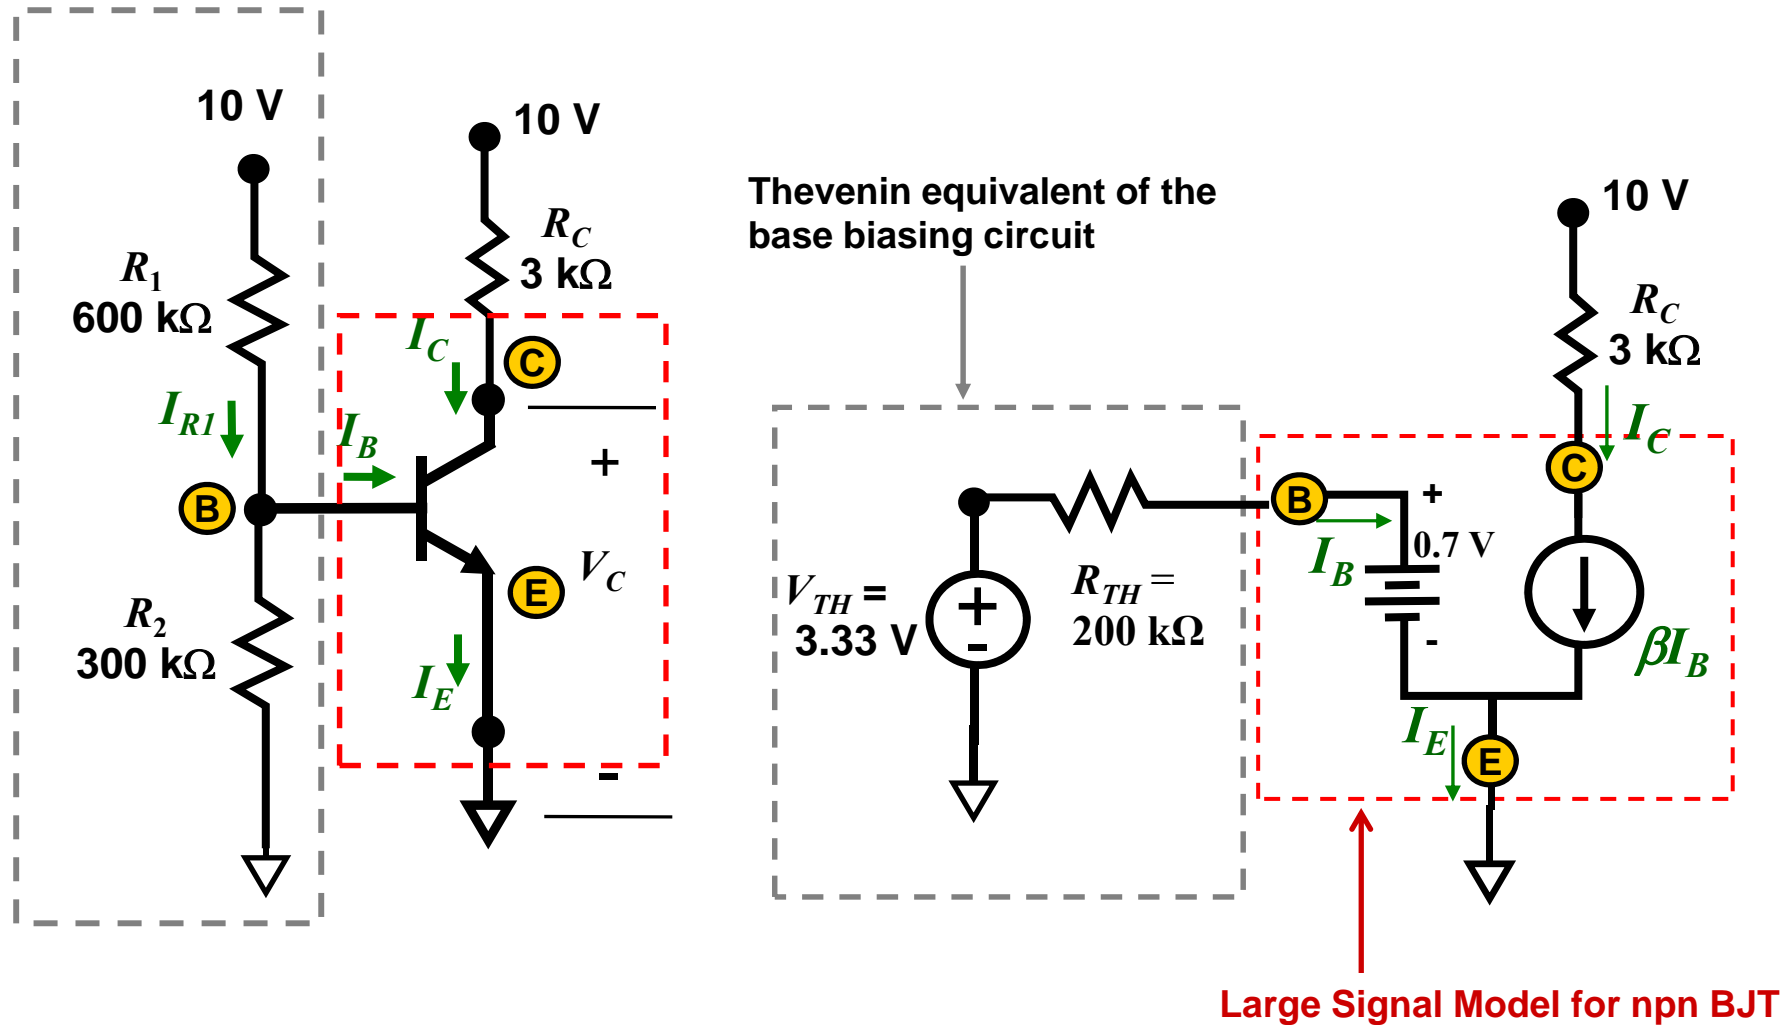 10 V
10 V
R1
600 kΩ
RC
3 kΩ
IC
C
IR1
IB
+
B
E
VC
R2
300 kΩ
IE
-
Thevenin equivalent of the
base biasing circuit
10 V
RC
3 kΩ
IC
C
B
+
IB
0.7 V
VTH =
3.33 V
+
-
RTH =
200 kΩ
-
βIB
IE
E
Large Signal Model for npn BJT